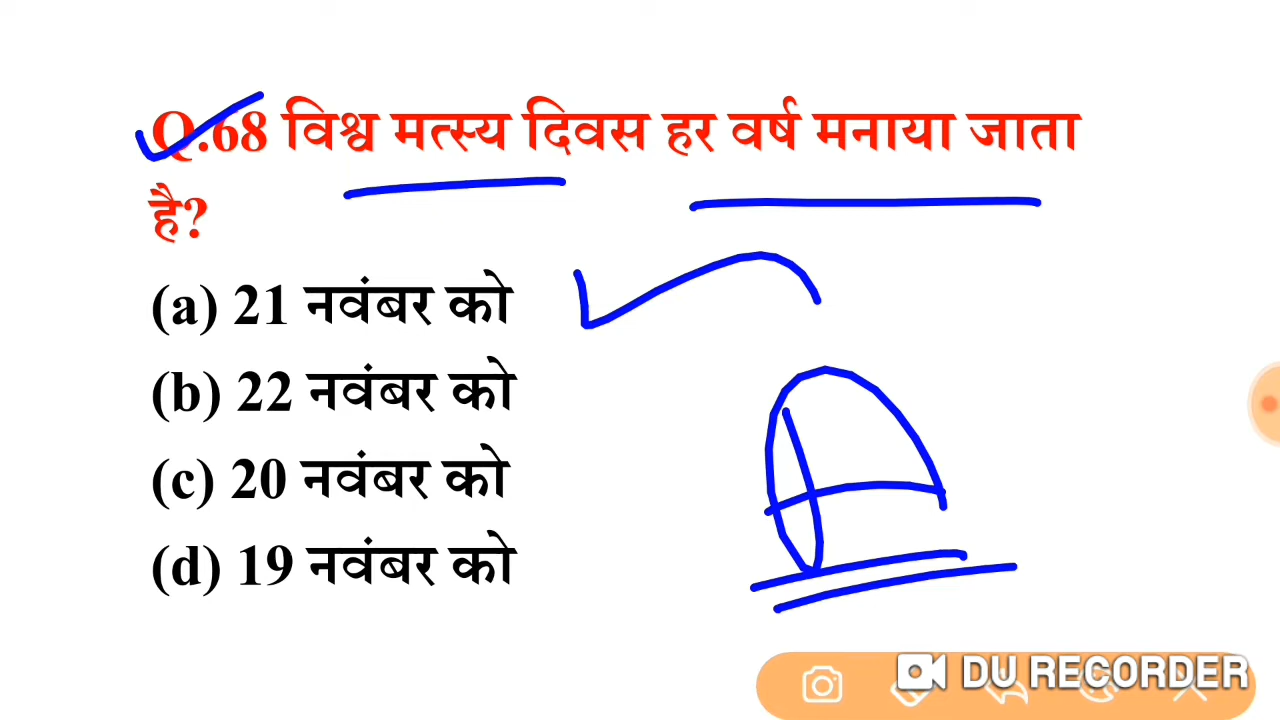 Q.68 विश्व मत्स्य दिवस हर वर्ष मनाया जाता
है?
(a) 21 नवंबर को
(b) 22 नवंबर को
(c) 20 नवंबर को
(d) 19 नवंबर को
DU RECORDER